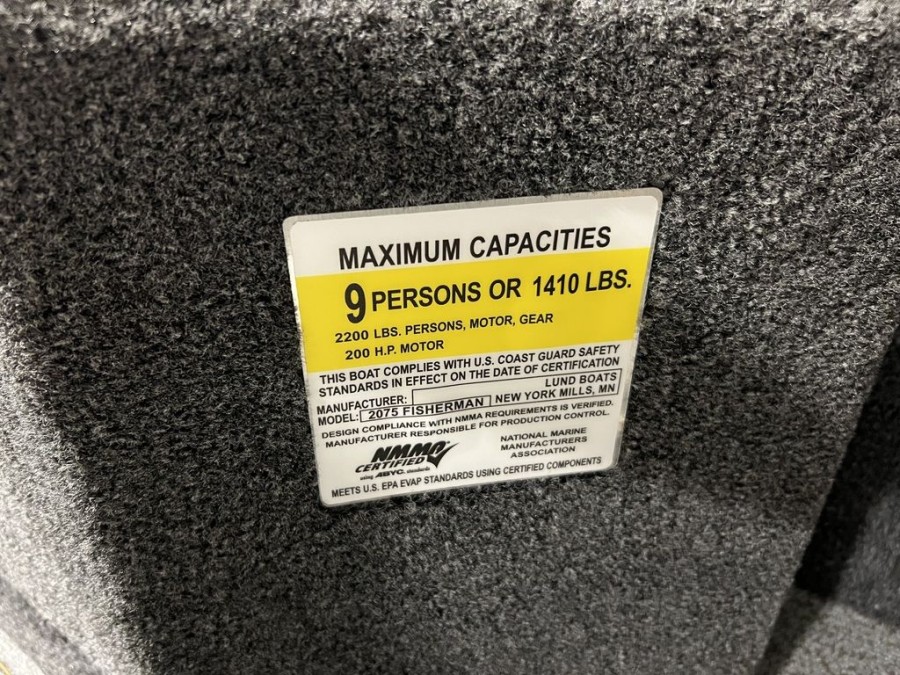 MAXIMUM CAPACITIES
9 PERSONS OR 1410 LBS.
2200 LBS. PERSONS, MOTOR, GEAR
200 H.P. MOTOR
THIS BOAT COMPLIES WITH U.S. COAST GUARD SAFETY
STANDARDS IN EFFECT ON THE DATE OF CERTIFICATION
MANUFACTURER: LUND BOATS
MODEL: 2075 FISHERMAN NEW YORK MILLS, MN
DESIGN COMPLIANCE WITH NMMA REQUIREMENTS IS VERIFIED.
MANUFACTURER RESPONSIBLE FOR PRODUCTION CONTROL.
NMMA
CERTIFIED
using ABYC standards
NATIONAL MARINE
MANUFACTURERS
ASSOCIATION
MEETS U.S. EPA EVAP STANDARDS USING CERTIFIED COMPONENTS